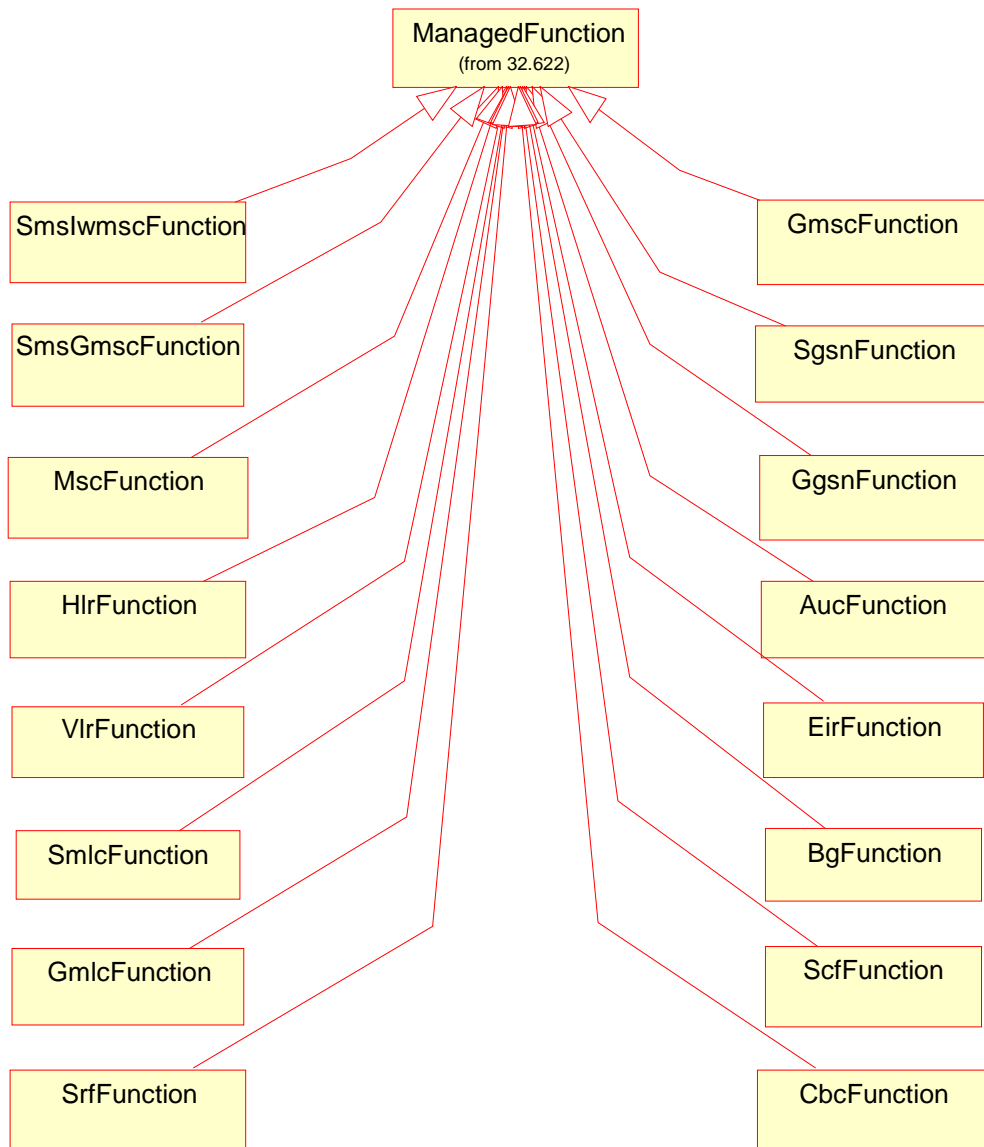 ManagedFunction
(from 32.622)
SmsIwmscFunction
GmscFunction
SmsGmscFunction
SgsnFunction
MscFunction
GgsnFunction
HlrFunction
AucFunction
VlrFunction
EirFunction
SmlcFunction
BgFunction
GmlcFunction
ScfFunction
SrfFunction
CbcFunction